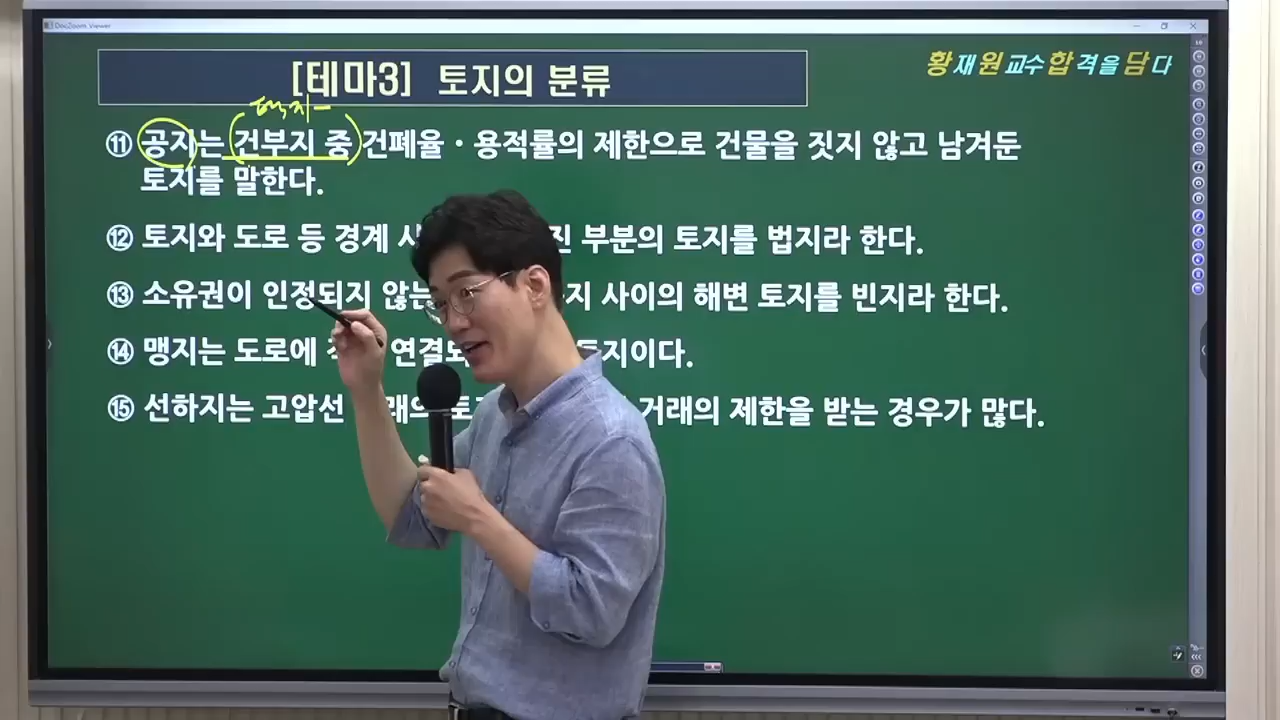 DocZoom Viewer
[테마3] 토지의 분류
황재원교수합격을담다
택지
⑪ 공지는 건부지 중 건폐율·용적률의 제한으로 건물을 짓지 않고 남겨둔
토지를 말한다.
⑫ 토지와 도로 등 경계 부분의 토지를 법지라 한다.
⑬ 소유권이 인정되지 않는 사이의 해변 토지를 빈지라 한다.
⑭ 맹지는 도로에 토지이다.
⑮ 선하지는 고압선 거래의 제한을 받는 경우가 많다.